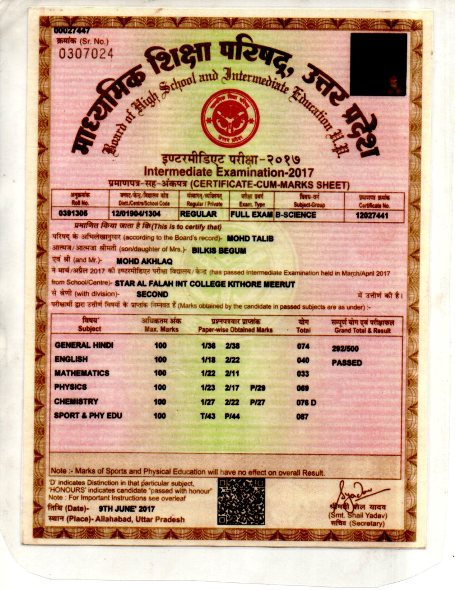 00027447
क्रमांक (Sr. No.)
0307024
माध्यमिक शिक्षा परिषद, उत्तर प्रदेश
Board of High School and Intermediate Education U.P.
इण्टरमीडिएट परीक्षा-२०१७
Intermediate Examination-2017
प्रमाणपत्र-सह-अंकपत्र (CERTIFICATE-CUM-MARKS SHEET)
अनुक्रमांक Roll No. Distt./Centre/School Code Regular / Private Exam. Type Subject-Group Certificate No.
0391305 12/01904/1304 REGULAR FULL EXAM B-SCIENCE 12027441
प्रमाणित किया जाता है कि (This is to certify that)
परिषद के अभिलेखानुसार (according to the Board's record)- MOHD TALIB
आत्मज/आत्मजा श्रीमती (son/daughter of Mrs.)- BILKIS BEGUM
एवं श्री (and Mr.)- MOHD AKHLAQ
ने मार्च/अप्रैल 2017 की इण्टरमीडिएट परीक्षा विद्यालय/केन्द्र (has passed Intermediate Examination held in March/April 2017
from School/Centre)- STAR AL FALAH INT COLLEGE KITHORE MEERUT
से श्रेणी (with division)- SECOND में उत्तीर्ण की है।
परीक्षार्थी द्वारा उत्तीर्ण विषयों के प्राप्तांक निम्नवत हैं (Marks obtained by the candidate in passed subjects are as under) :-
विषय अधिकतम अंक प्रश्नपत्रवार प्राप्तांक योग सम्पूर्ण योग एवं परीक्षाफल
Subject Max. Marks Paper-wise Obtained Marks Total Grand Total & Result
GENERAL HINDI 100 1/36 2/38 074 292/500
ENGLISH 100 1/18 2/22 040 PASSED
MATHEMATICS 100 1/22 2/11 033
PHYSICS 100 1/23 2/17 P/29 069
CHEMISTRY 100 1/27 2/22 P/27 076 D
SPORT & PHY EDU 100 T/43 P/44 087
Note :- Marks of Sports and Physical Education will have no effect on overall Result.
'D' indicates Distinction in that particular subject.
'HONOURS' indicates candidate 'passed with honour'
Note : For Important Instructions see overleaf
तिथि (Date)- 9TH JUNE' 2017
स्थान (Place)- Allahabad, Uttar Pradesh
शैल यादव
(Smt. Shail Yadav)
सचिव (Secretary)